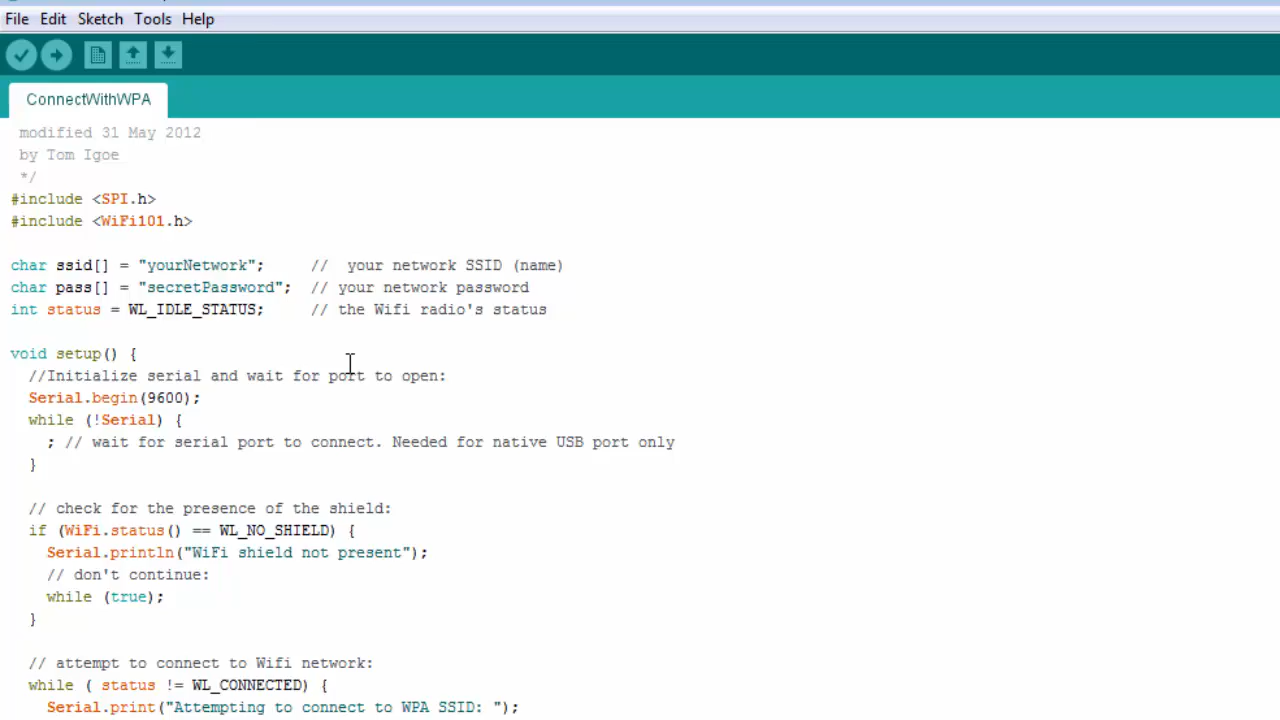 File Edit Sketch Tools Help
ConnectWithWPA
modified 31 May 2012
by Tom Igoe
*/
#include <SPI.h>
#include <WiFi101.h>
char ssid[] = "yourNetwork";     //  your network SSID (name)
char pass[] = "secretPassword";  // your network password
int status = WL_IDLE_STATUS;     // the Wifi radio's status
void setup() {
  //Initialize serial and wait for port to open:
  Serial.begin(9600);
  while (!Serial) {
    ; // wait for serial port to connect. Needed for native USB port only
  }
  // check for the presence of the shield:
  if (WiFi.status() == WL_NO_SHIELD) {
    Serial.println("WiFi shield not present");
    // don't continue:
    while (true);
  }
  // attempt to connect to Wifi network:
  while ( status != WL_CONNECTED) {
    Serial.print("Attempting to connect to WPA SSID: ");